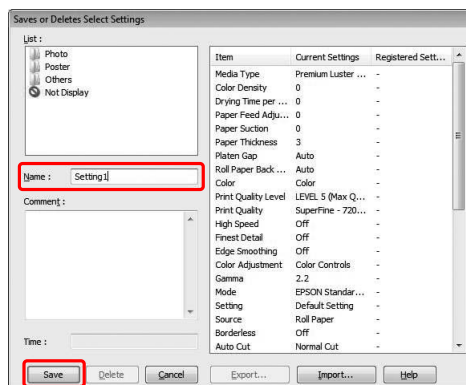 Saves or Deletes Select Settings
List :
Photo
Poster
Others
Not Display
Name :
Setting1
Comment :
Time :
Item Current Settings Registered Sett...
Media Type Premium Luster ... -
Color Density 0 -
Drying Time per ... 0 -
Paper Feed Adju... 0 -
Paper Suction 0 -
Paper Thickness 3 -
Platen Gap Auto -
Roll Paper Back ... Auto -
Color Color -
Print Quality Level LEVEL 5 (Max Q... -
Print Quality SuperFine - 720... -
High Speed Off -
Finest Detail Off -
Edge Smoothing Off -
Color Adjustment Color Controls -
Gamma 2.2 -
Mode EPSON Standar... -
Setting Default Setting -
Source Roll Paper -
Borderless Off -
Auto Cut Normal Cut -
Save Delete Cancel Export... Import... Help